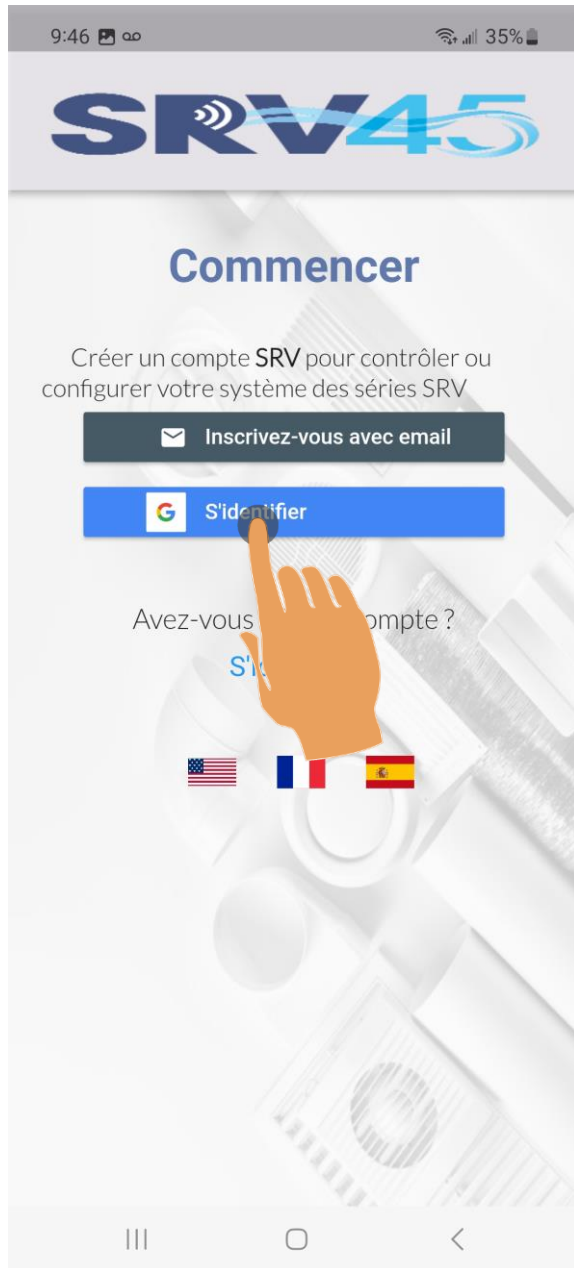 9:46 35%
SRV45
Commencer
Créer un compte SRV pour contrôler ou
configurer votre système des séries SRV
Inscrivez-vous avec email
G S'identifier
Avez-vous compte ?